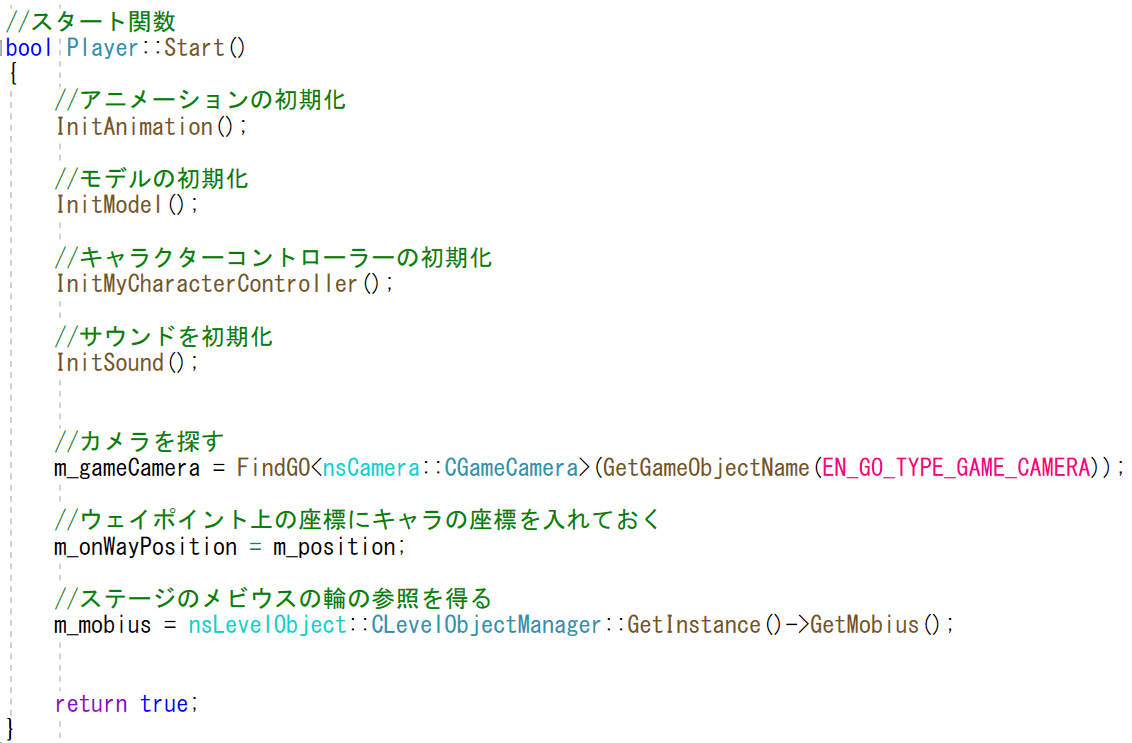 //スタート関数
bool Player::Start()
{
//アニメーションの初期化
InitAnimation();
//モデルの初期化
InitModel();
//キャラクターコントローラーの初期化
InitMyCharacterController();
//サウンドを初期化
InitSound();
//カメラを探す
m_gameCamera = FindGO<nsCamera::CGameCamera>(GetGameObjectName(EN_GO_TYPE_GAME_CAMERA));
//ウェイポイント上の座標にキャラの座標を入れておく
m_onWayPosition = m_position;
//ステージのメビウスの輪の参照を得る
m_mobius = nsLevelObject::CLevelObjectManager::GetInstance()->GetMobius();
return true;
}